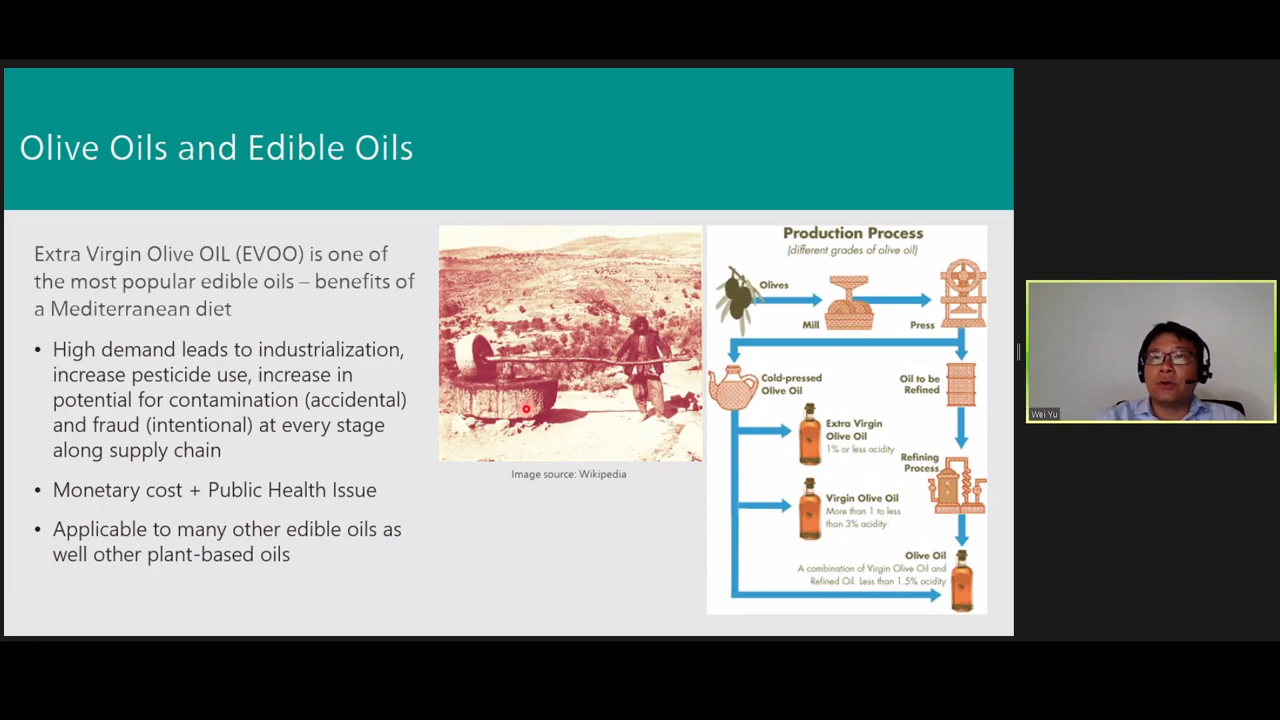 Olive Oils and Edible Oils
Extra Virgin Olive OIL (EVOO) is one of
the most popular edible oils – benefits of
a Mediterranean diet
• High demand leads to industrialization,
increase pesticide use, increase in
potential for contamination (accidental)
and fraud (intentional) at every stage
along supply chain
• Monetary cost + Public Health Issue
• Applicable to many other edible oils as
well other plant-based oils
Image source: Wikipedia
Production Process
(different grades of olive oil)
Olives
Mill
Press
Cold-pressed
Olive Oil
Oil to be
Refined
Extra Virgin
Olive Oil
1% or less acidity
Refining
Process
Virgin Olive Oil
More than 1 to less
than 3% acidity
Olive Oil
A combination of Virgin Olive Oil and
Refined Oil. Less than 1.5% acidity
Wei Yu